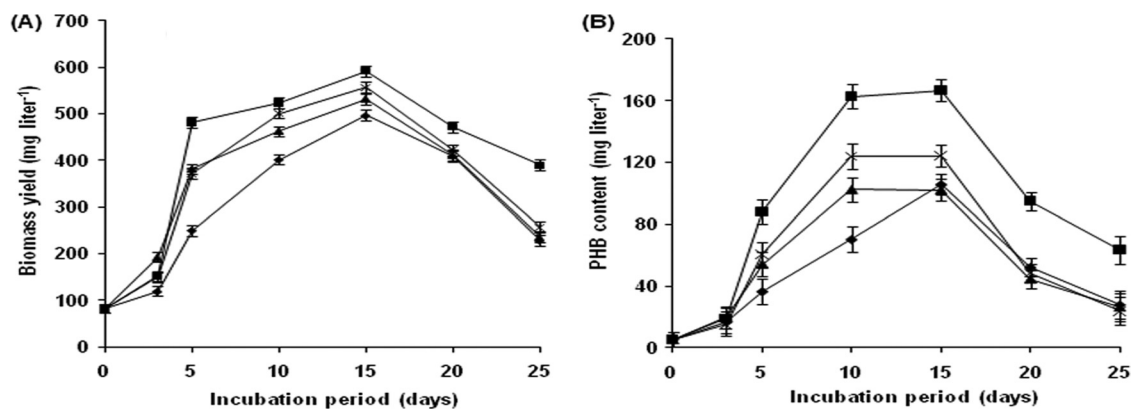 (A)
Biomass yield (mg liter⁻¹)
700
600
500
400
300
200
100
0
0 5 10 15 20 25
Incubation period (days)
(B)
PHB content (mg liter⁻¹)
200
160
120
80
40
0
0 5 10 15 20 25
Incubation period (days)